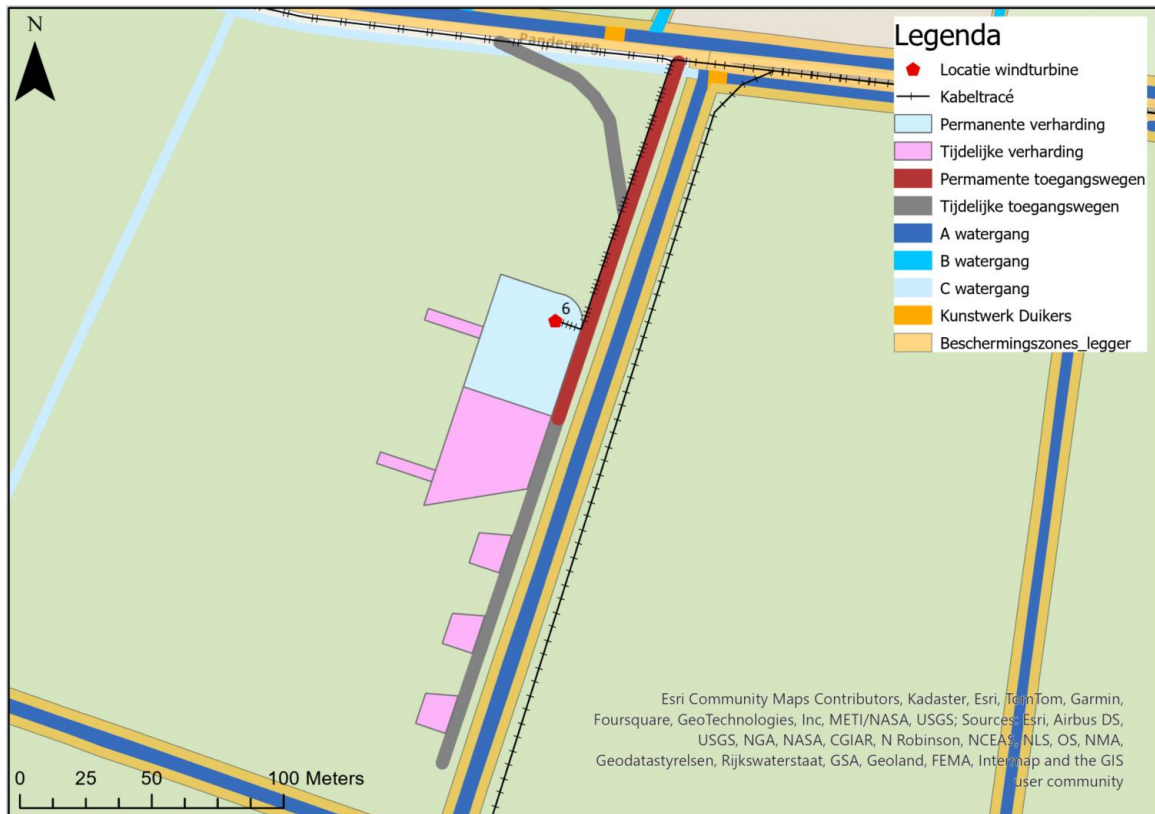 N
Panderweg
Legenda
Locatie windturbine
Kabeltracé
Permanente verharding
Tijdelijke verharding
Permamente toegangswegen
Tijdelijke toegangswegen
A watergang
B watergang
C watergang
Kunstwerk Duikers
Beschermingszones_legger
6
Esri Community Maps Contributors, Kadaster, Esri, TomTom, Garmin,
Foursquare, GeoTechnologies, Inc, METI/NASA, USGS; Sources: Esri, Airbus DS,
USGS, NGA, NASA, CGIAR, N Robinson, NCEAS, NLS, OS, NMA,
Geodatastyrelsen, Rijkswaterstaat, GSA, Geoland, FEMA, Intermap and the GIS
user community
0 25 50 100 Meters